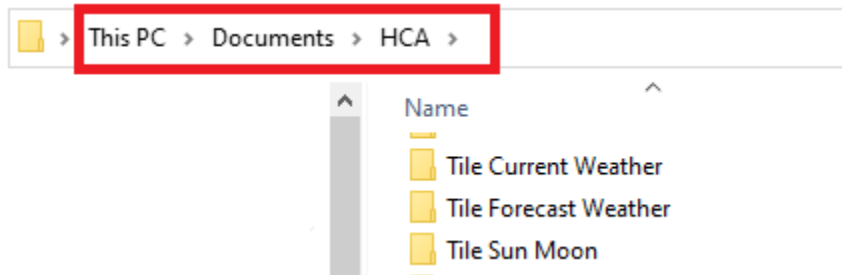 This PC > Documents > HCA >
Name
Tile Current Weather
Tile Forecast Weather
Tile Sun Moon